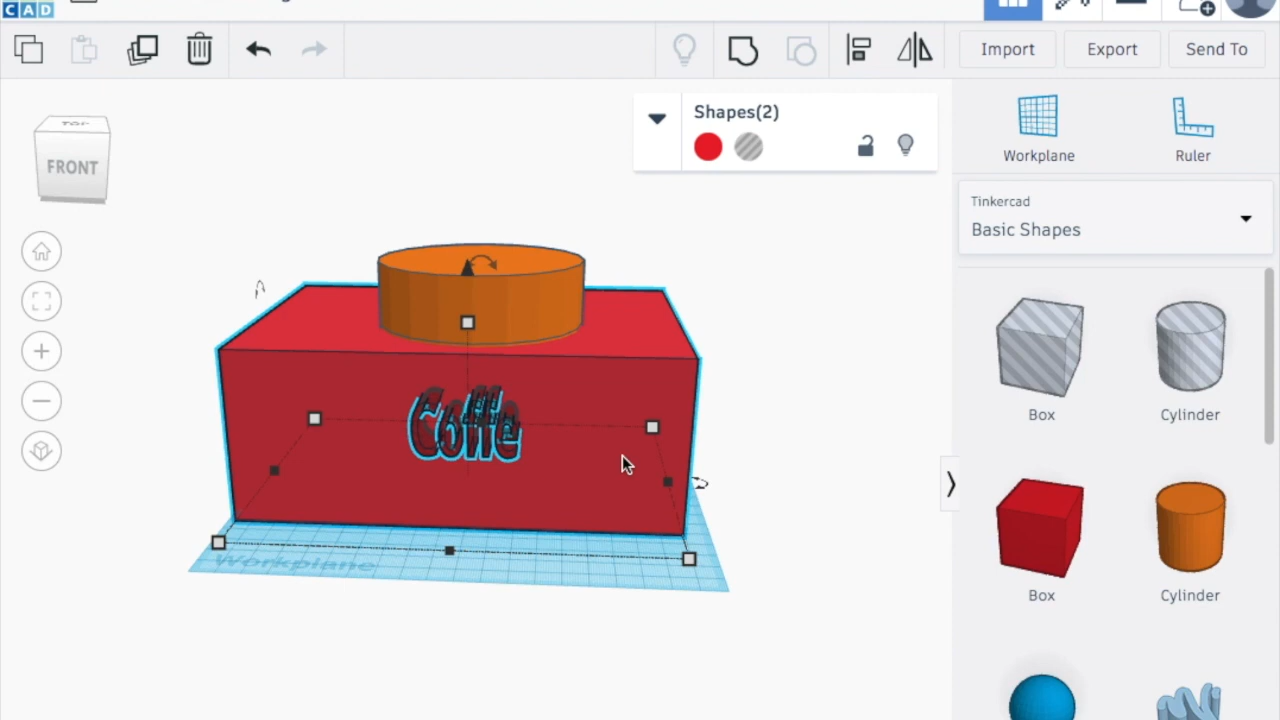 CAD
Import
Export
Send To
TOP
FRONT
Shapes(2)
Workplane
Ruler
Tinkercad
Basic Shapes
Box
Cylinder
Coffe
Workplane
Box
Cylinder